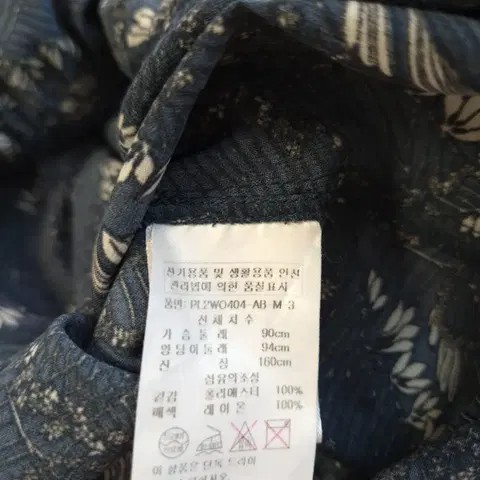 전기용품 및 생활용품 안전
관리법에 의한 품질표시
품번: PL2WO404-AB-M-3
신체치수
가슴둘레 90cm
엉덩이둘레 94cm
신 장 160cm
섬유의조성
겉감 폴리에스터 100%
배색 레이온 100%
이 상품은 단독 드라이